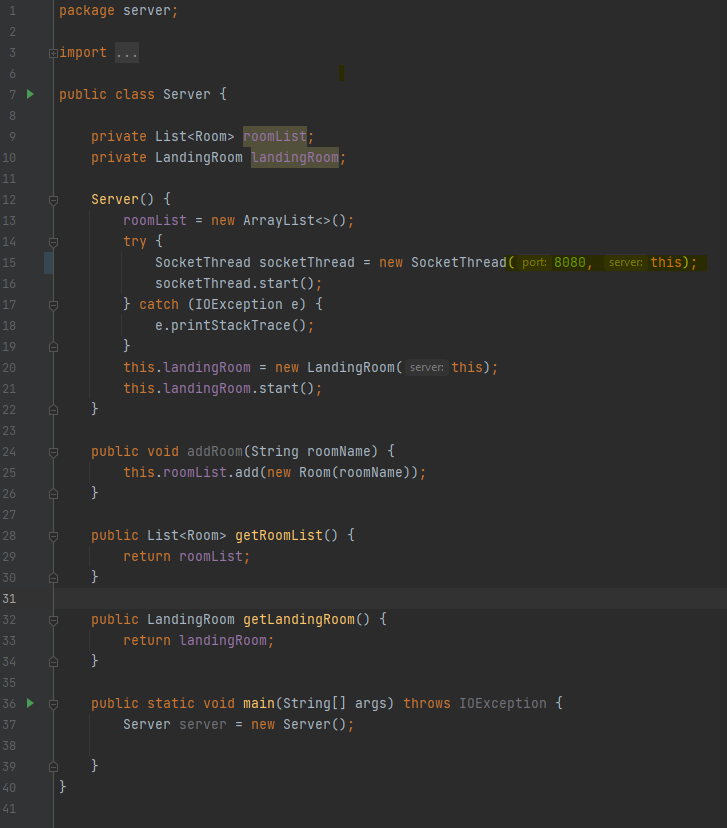 1 package server;
2
3 import ...
6
7 public class Server {
8
9 private List<Room> roomList;
10 private LandingRoom landingRoom;
11
12 Server() {
13 roomList = new ArrayList<>();
14 try {
15 SocketThread socketThread = new SocketThread( port: 8080, server: this);
16 socketThread.start();
17 } catch (IOException e) {
18 e.printStackTrace();
19 }
20 this.landingRoom = new LandingRoom( server: this);
21 this.landingRoom.start();
22 }
23
24 public void addRoom(String roomName) {
25 this.roomList.add(new Room(roomName));
26 }
27
28 public List<Room> getRoomList() {
29 return roomList;
30 }
31
32 public LandingRoom getLandingRoom() {
33 return landingRoom;
34 }
35
36 public static void main(String[] args) throws IOException {
37 Server server = new Server();
38
39 }
40 }
41